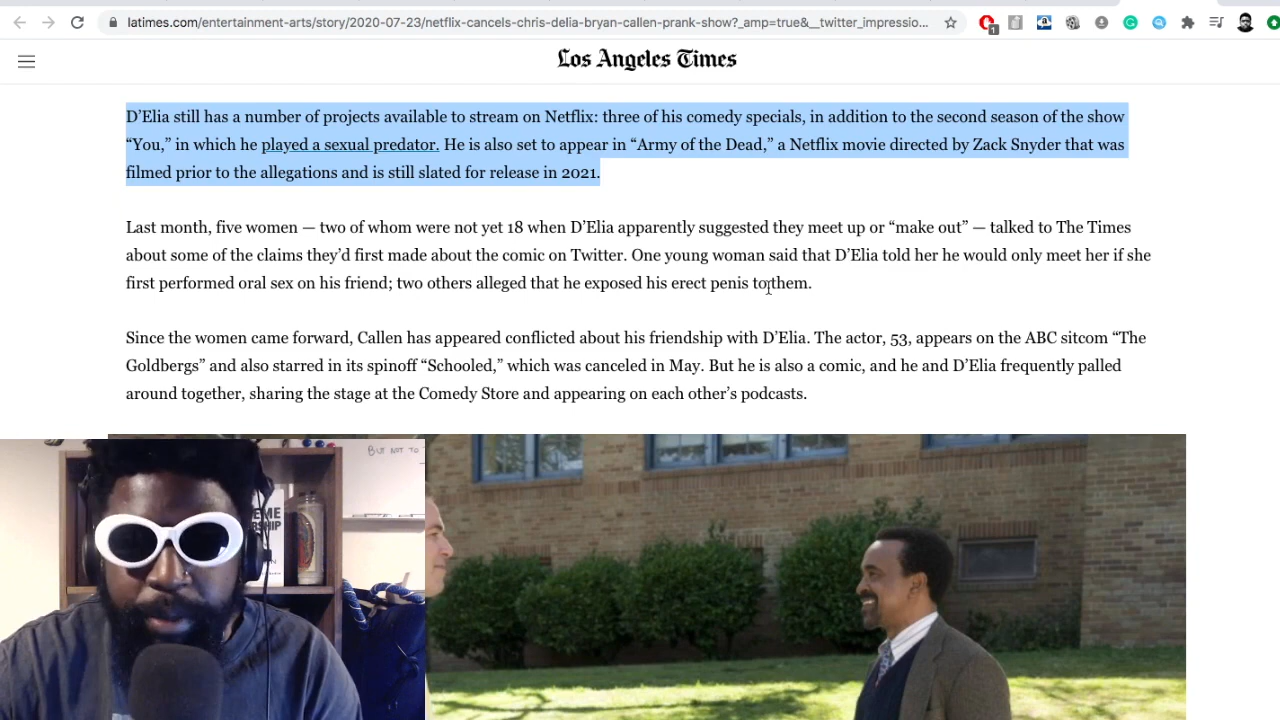 latimes.com/entertainment-arts/story/2020-07-23/netflix-cancels-chris-delia-bryan-callen-prank-show?_amp=true&__twitter_impressio...
1
Los Angeles Times
D’Elia still has a number of projects available to stream on Netflix: three of his comedy specials, in addition to the second season of the show
“You,” in which he played a sexual predator. He is also set to appear in “Army of the Dead,” a Netflix movie directed by Zack Snyder that was
filmed prior to the allegations and is still slated for release in 2021.
Last month, five women — two of whom were not yet 18 when D’Elia apparently suggested they meet up or “make out” — talked to The Times
about some of the claims they’d first made about the comic on Twitter. One young woman said that D’Elia told her he would only meet her if she
first performed oral sex on his friend; two others alleged that he exposed his erect penis to them.
Since the women came forward, Callen has appeared conflicted about his friendship with D’Elia. The actor, 53, appears on the ABC sitcom “The
Goldbergs” and also starred in its spinoff “Schooled,” which was canceled in May. But he is also a comic, and he and D’Elia frequently palled
around together, sharing the stage at the Comedy Store and appearing on each other’s podcasts.
BUT NOT TO